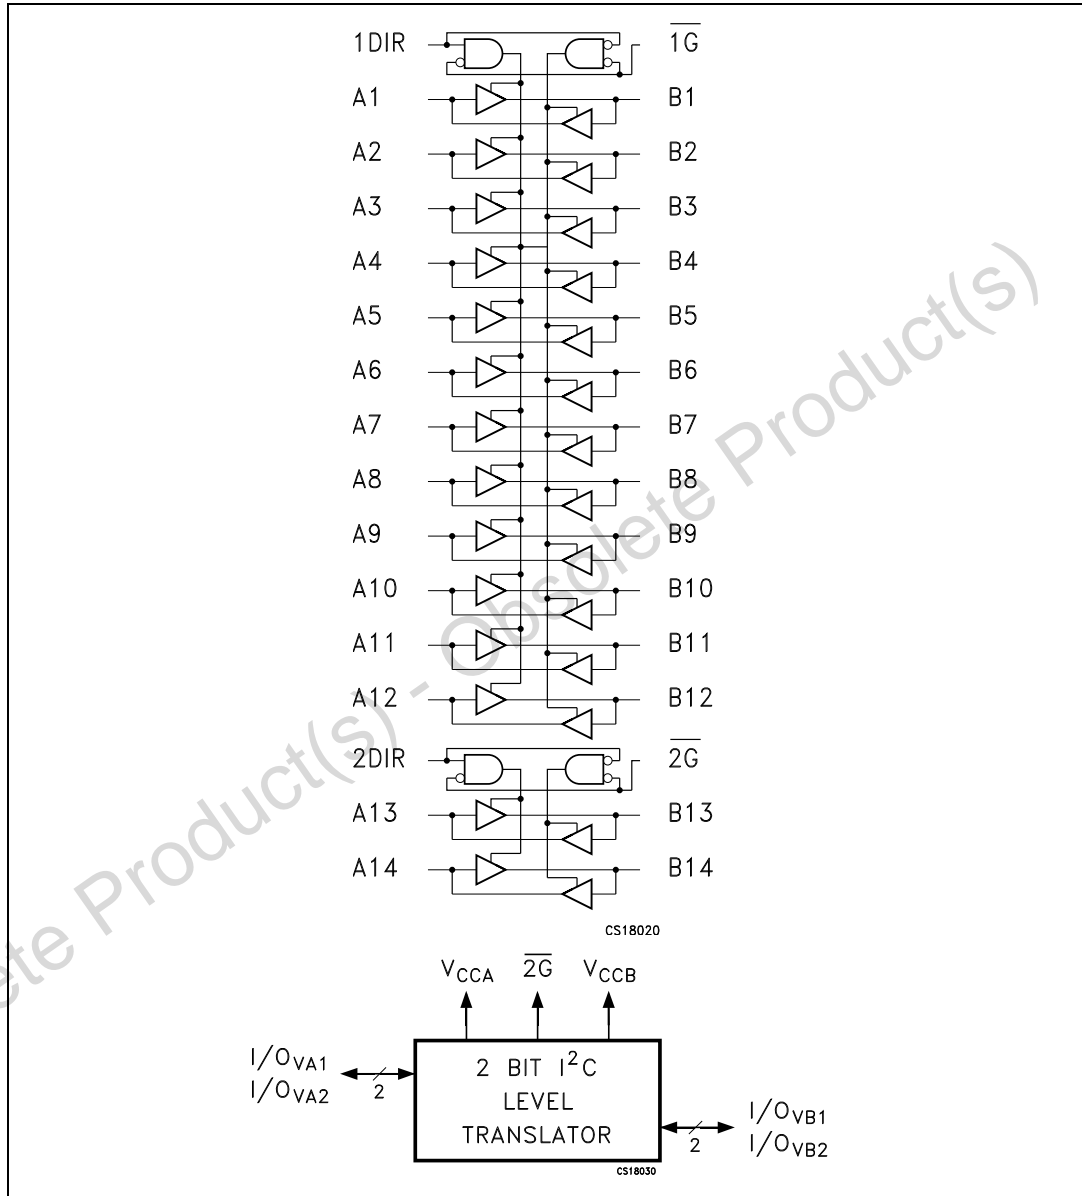 1DIR 1G
A1 B1
A2 B2
A3 B3
A4 B4
A5 B5
A6 B6
A7 B7
A8 B8
A9 B9
A10 B10
A11 B11
A12 B12
2DIR 2G
A13 B13
A14 B14
CS18020
VCCA 2G VCCB
I/OVA1
I/OVA2
2
2 BIT I2C
LEVEL
TRANSLATOR
2
I/OVB1
I/OVB2
CS18030
ete Product(s) - Obsolete Product(s)